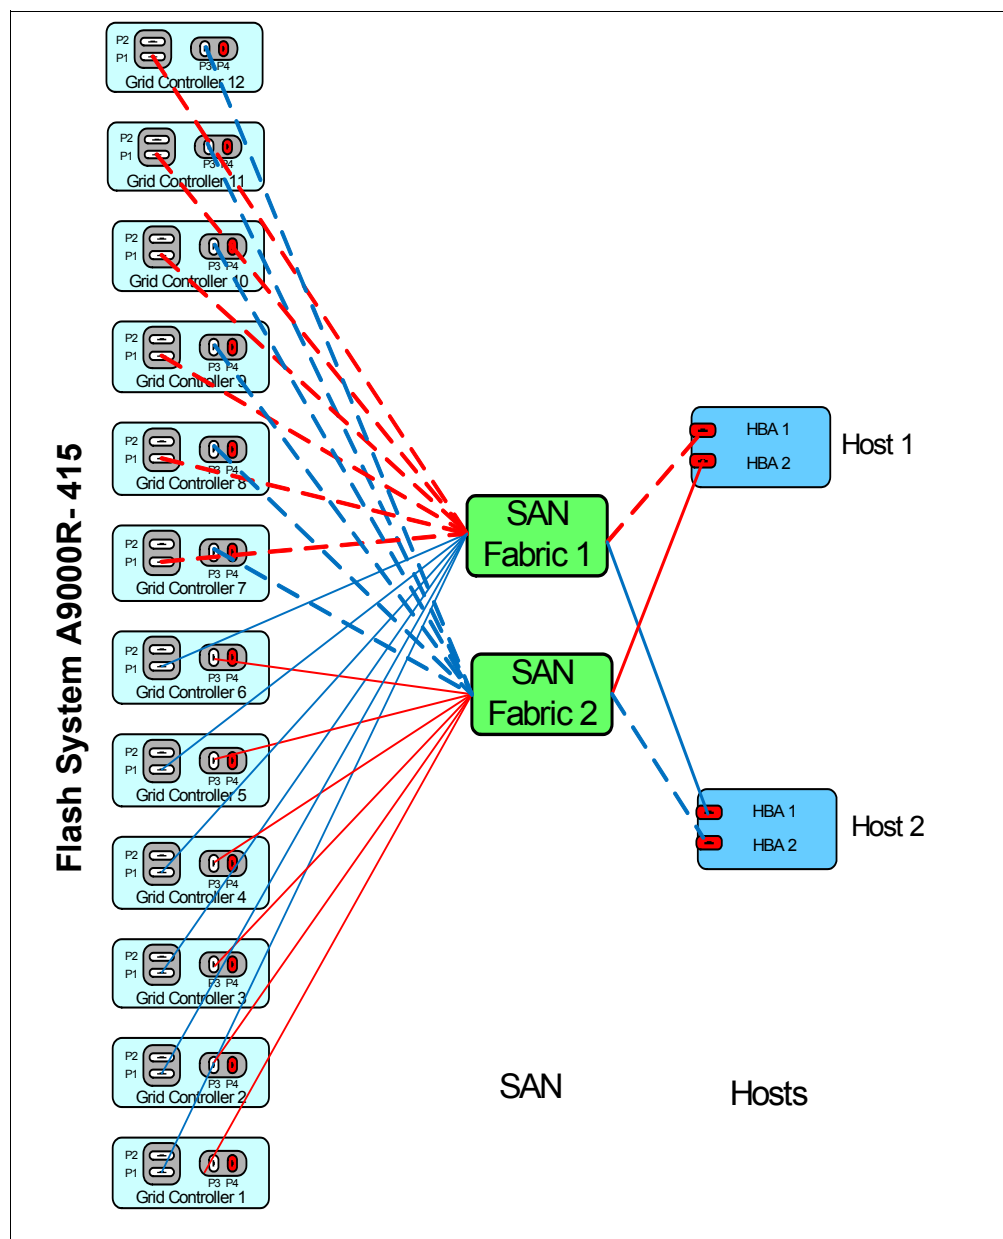 Flash System A9000R- 415
P2
P1
P3 P4
Grid Controller 12
P2
P1
P3 P4
Grid Controller 11
P2
P1
P3 P4
Grid Controller 10
P2
P1
P3 P4
Grid Controller 9
P2
P1
P3 P4
Grid Controller 8
P2
P1
P3 P4
Grid Controller 7
P2
P1
P3 P4
Grid Controller 6
P2
P1
P3 P4
Grid Controller 5
P2
P1
P3 P4
Grid Controller 4
P2
P1
P3 P4
Grid Controller 3
P2
P1
P3 P4
Grid Controller 2
P2
P1
P3 P4
Grid Controller 1
SAN
Fabric 1
SAN
Fabric 2
HBA 1
HBA 2
Host 1
HBA 1
HBA 2
Host 2
SAN
Hosts